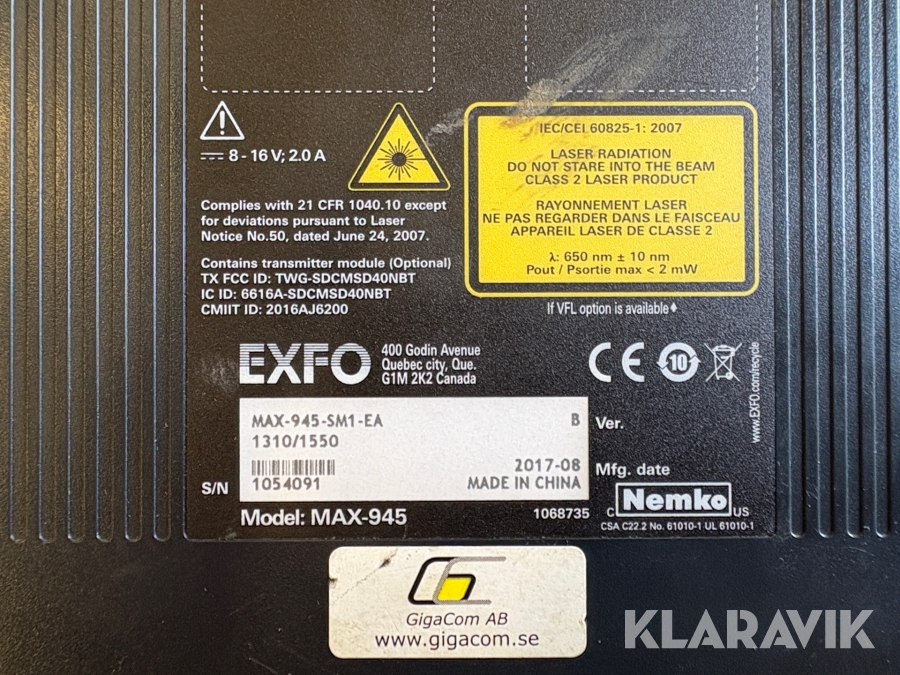 8 - 16 V; 2.0 A
Complies with 21 CFR 1040.10 except
for deviations pursuant to Laser
Notice No.50, dated June 24, 2007.
Contains transmitter module (Optional)
TX FCC ID: TWG-SDCMSD40NBT
IC ID: 6616A-SDCMSD40NBT
CMIIT ID: 2016AJ6200
IEC/CEI 60825-1: 2007
LASER RADIATION
DO NOT STARE INTO THE BEAM
CLASS 2 LASER PRODUCT
RAYONNEMENT LASER
NE PAS REGARDER DANS LE FAISCEAU
APPAREIL LASER DE CLASSE 2
λ: 650 nm ± 10 nm
Pout / Psortie max < 2 mW
If VFL option is available♦
EXFO
400 Godin Avenue
Quebec city, Que.
G1M 2K2 Canada
CE 10
www.EXFO.com/recycle
MAX-945-SM1-EA B Ver.
1310/1550
2017-08 Mfg. date
S/N 1054091 MADE IN CHINA
Model: MAX-945 1068735
C Nemko US
CSA C22.2 No. 61010-1 UL 61010-1
GigaCom AB
www.gigacom.se
KLARAVIK